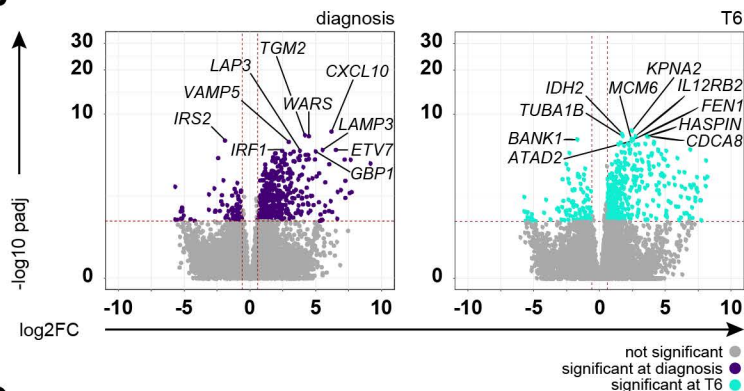 diagnosis
T6
30
20
10
0
-log10 padj
TGM2
LAP3
CXCL10
VAMP5
WARS
IRS2
LAMP3
IRF1
ETV7
GBP1
-10 -5 0 5 10
30
20
10
0
KPNA2
IDH2 MCM6 IL12RB2
TUBA1B
FEN1
HASPIN
BANK1
CDCA8
ATAD2
-10 -5 0 5 10
log2FC
not significant
significant at diagnosis
significant at T6